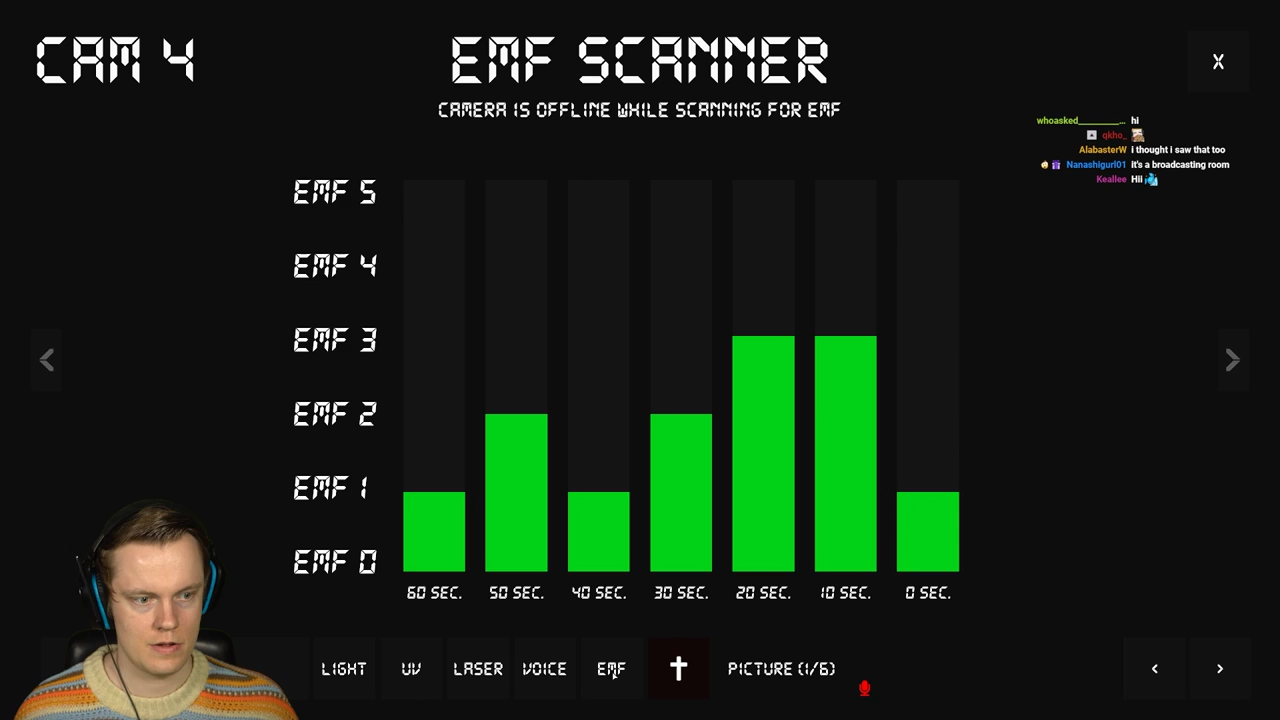 CAM 4
EMF SCANNER
X
CAMERA IS OFFLINE WHILE SCANNING FOR EMF
whoasked________... hi
qkho_
AlabasterW i thought i saw that too
Nanashigurl01 it's a broadcasting room
Keallee Hii
EMF 5
EMF 4
EMF 3
EMF 2
EMF 1
EMF 0
60 SEC. 50 SEC. 40 SEC. 30 SEC. 20 SEC. 10 SEC. 0 SEC.
LIGHT UV LASER VOICE EMF PICTURE (1/6) < >